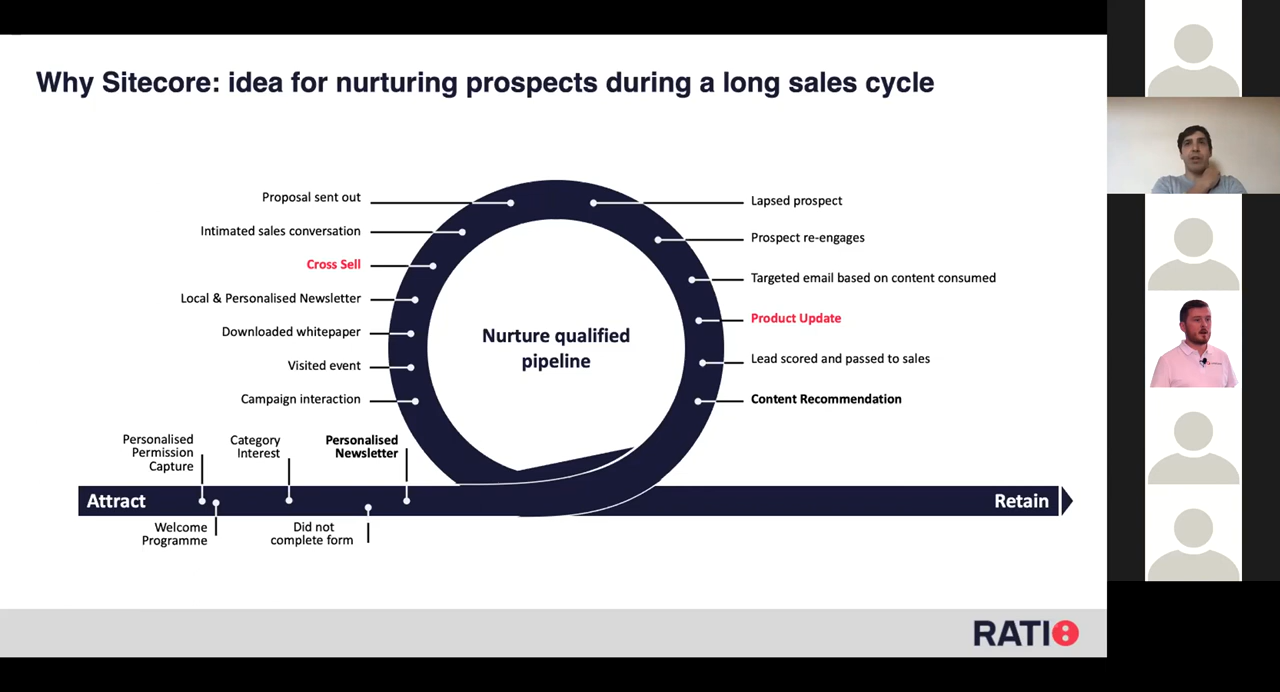 Why Sitecore: idea for nurturing prospects during a long sales cycle
Proposal sent out
Intimated sales conversation
Cross Sell
Local & Personalised Newsletter
Downloaded whitepaper
Visited event
Campaign interaction
Lapsed prospect
Prospect re-engages
Targeted email based on content consumed
Product Update
Lead scored and passed to sales
Content Recommendation
Nurture qualified
pipeline
Personalised
Permission
Capture
Category
Interest
Personalised
Newsletter
Attract
Retain
Welcome
Programme
Did not
complete form
RATIO